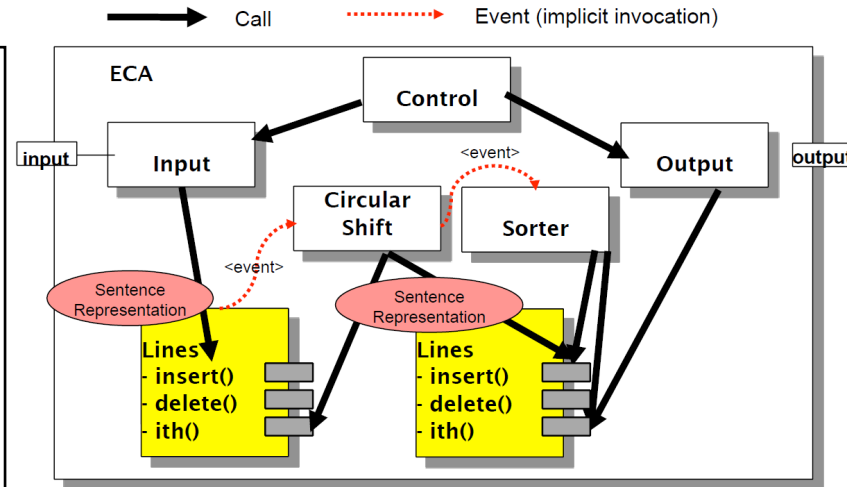 Call
Event (implicit invocation)
ECA
Control
input
Input
Output
output
<event>
Circular
Shift
Sorter
<event>
Sentence
Representation
Sentence
Representation
Lines
- insert()
- delete()
- ith()
Lines
- insert()
- delete()
- ith()